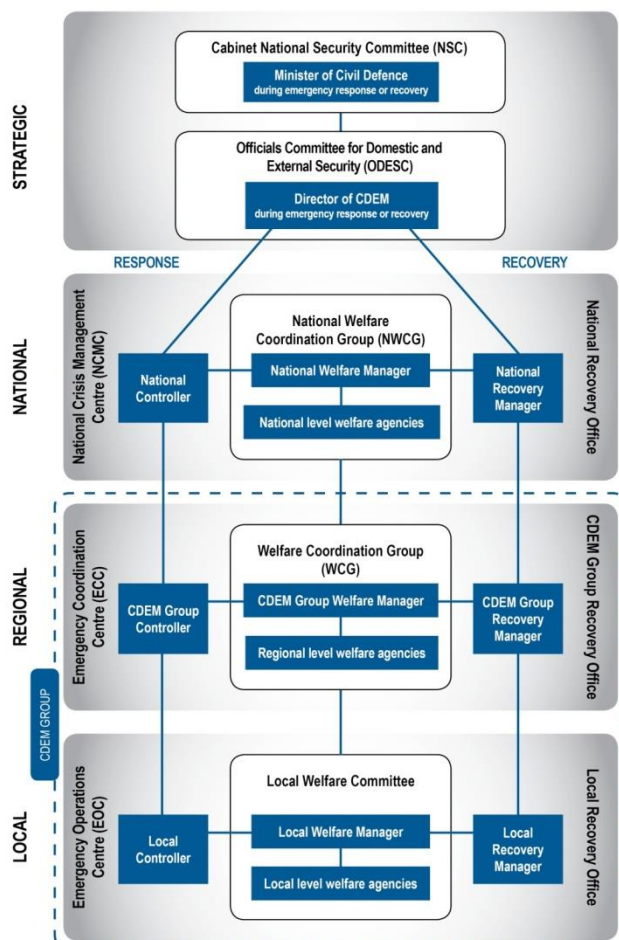 STRATEGIC
Cabinet National Security Committee (NSC)
Minister of Civil Defence
during emergency response or recovery
Officials Committee for Domestic and
External Security (ODESC)
Director of CDEM
during emergency response or recovery
RESPONSE
RECOVERY
NATIONAL
National Crisis Management
Centre (NCMC)
National Welfare
Coordination Group (NWCG)
National
Controller
National Welfare Manager
National
Recovery
Manager
National level welfare agencies
National Recovery Office
CDEM GROUP
REGIONAL
Emergency Coordination
Centre (ECC)
Welfare Coordination Group
(WCG)
CDEM Group
Controller
CDEM Group Welfare Manager
CDEM Group
Recovery
Manager
Regional level welfare agencies
CDEM Group Recovery Office
LOCAL
Emergency Operations
Centre (EOC)
Local Welfare Committee
Local
Controller
Local Welfare Manager
Local
Recovery
Manager
Local level welfare agencies
Local Recovery Office